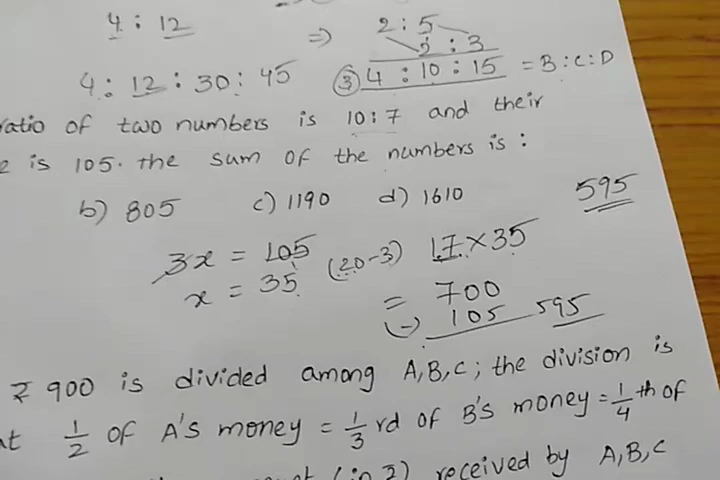 4 : 12
⇒ 2 : 5
2 : 3
4 : 12 : 30 : 45 ③ 4 : 10 : 15 = B : C : D
ratio of two numbers is 10:7 and their
is 105. the sum of the numbers is :
b) 805 c) 1190 d) 1610 595
3x = 105 (20-3) 17 × 35
x = 35 = 700
(-) 105 595
₹ 900 is divided among A,B,C; the division is
1/2 of A's money = 1/3 rd of B's money = 1/4 th of
(in ₹) received by A, B, C